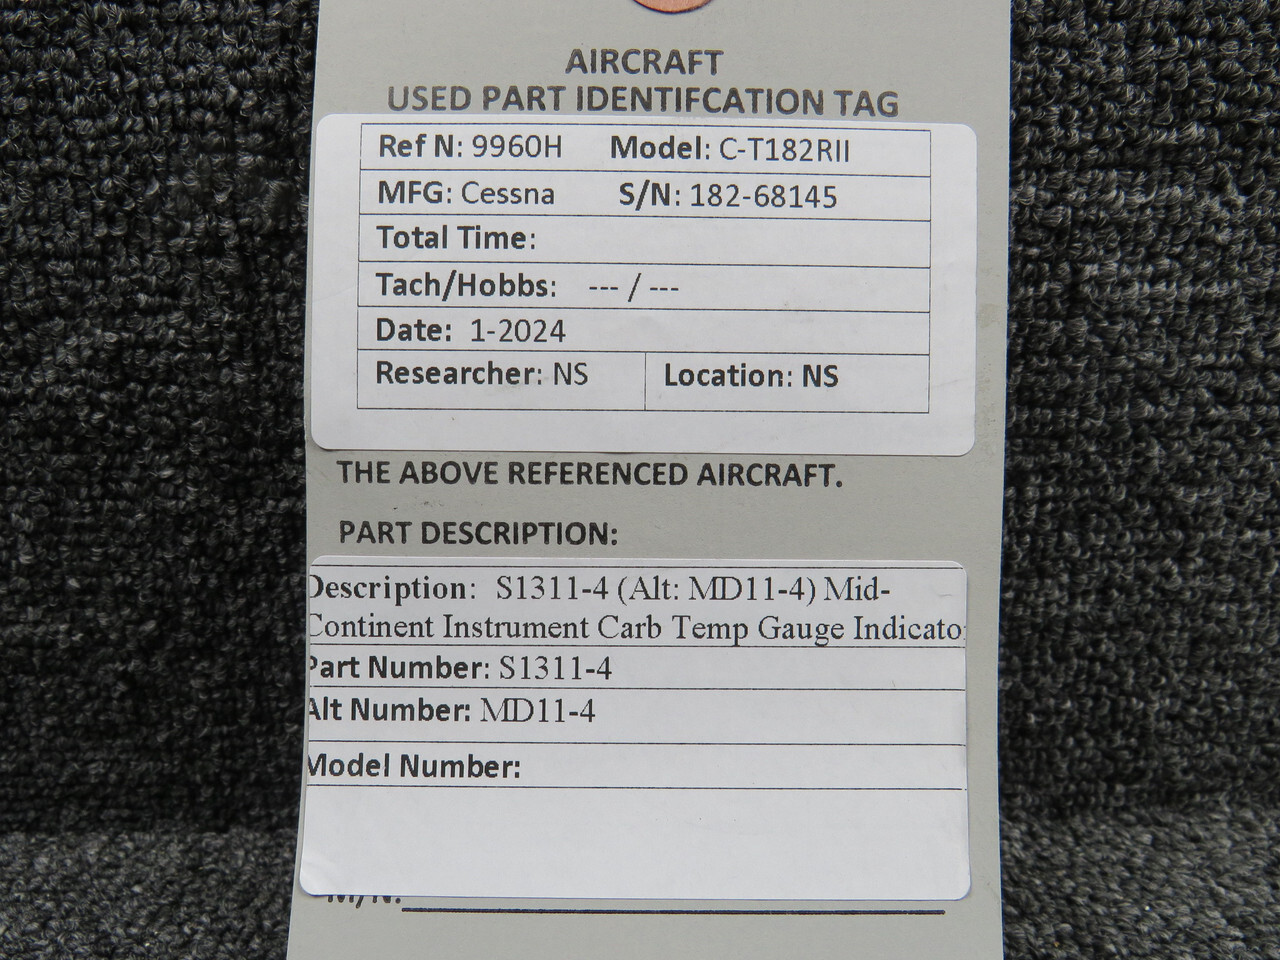 AIRCRAFT
USED PART IDENTIFCATION TAG
Ref N: 9960H Model: C-T182RII
MFG: Cessna S/N: 182-68145
Total Time:
Tach/Hobbs: --- / ---
Date: 1-2024
Researcher: NS Location: NS
THE ABOVE REFERENCED AIRCRAFT.
PART DESCRIPTION:
Description: S1311-4 (Alt: MD11-4) Mid-
Continent Instrument Carb Temp Gauge Indicator
Part Number: S1311-4
Alt Number: MD11-4
Model Number:
M/N: